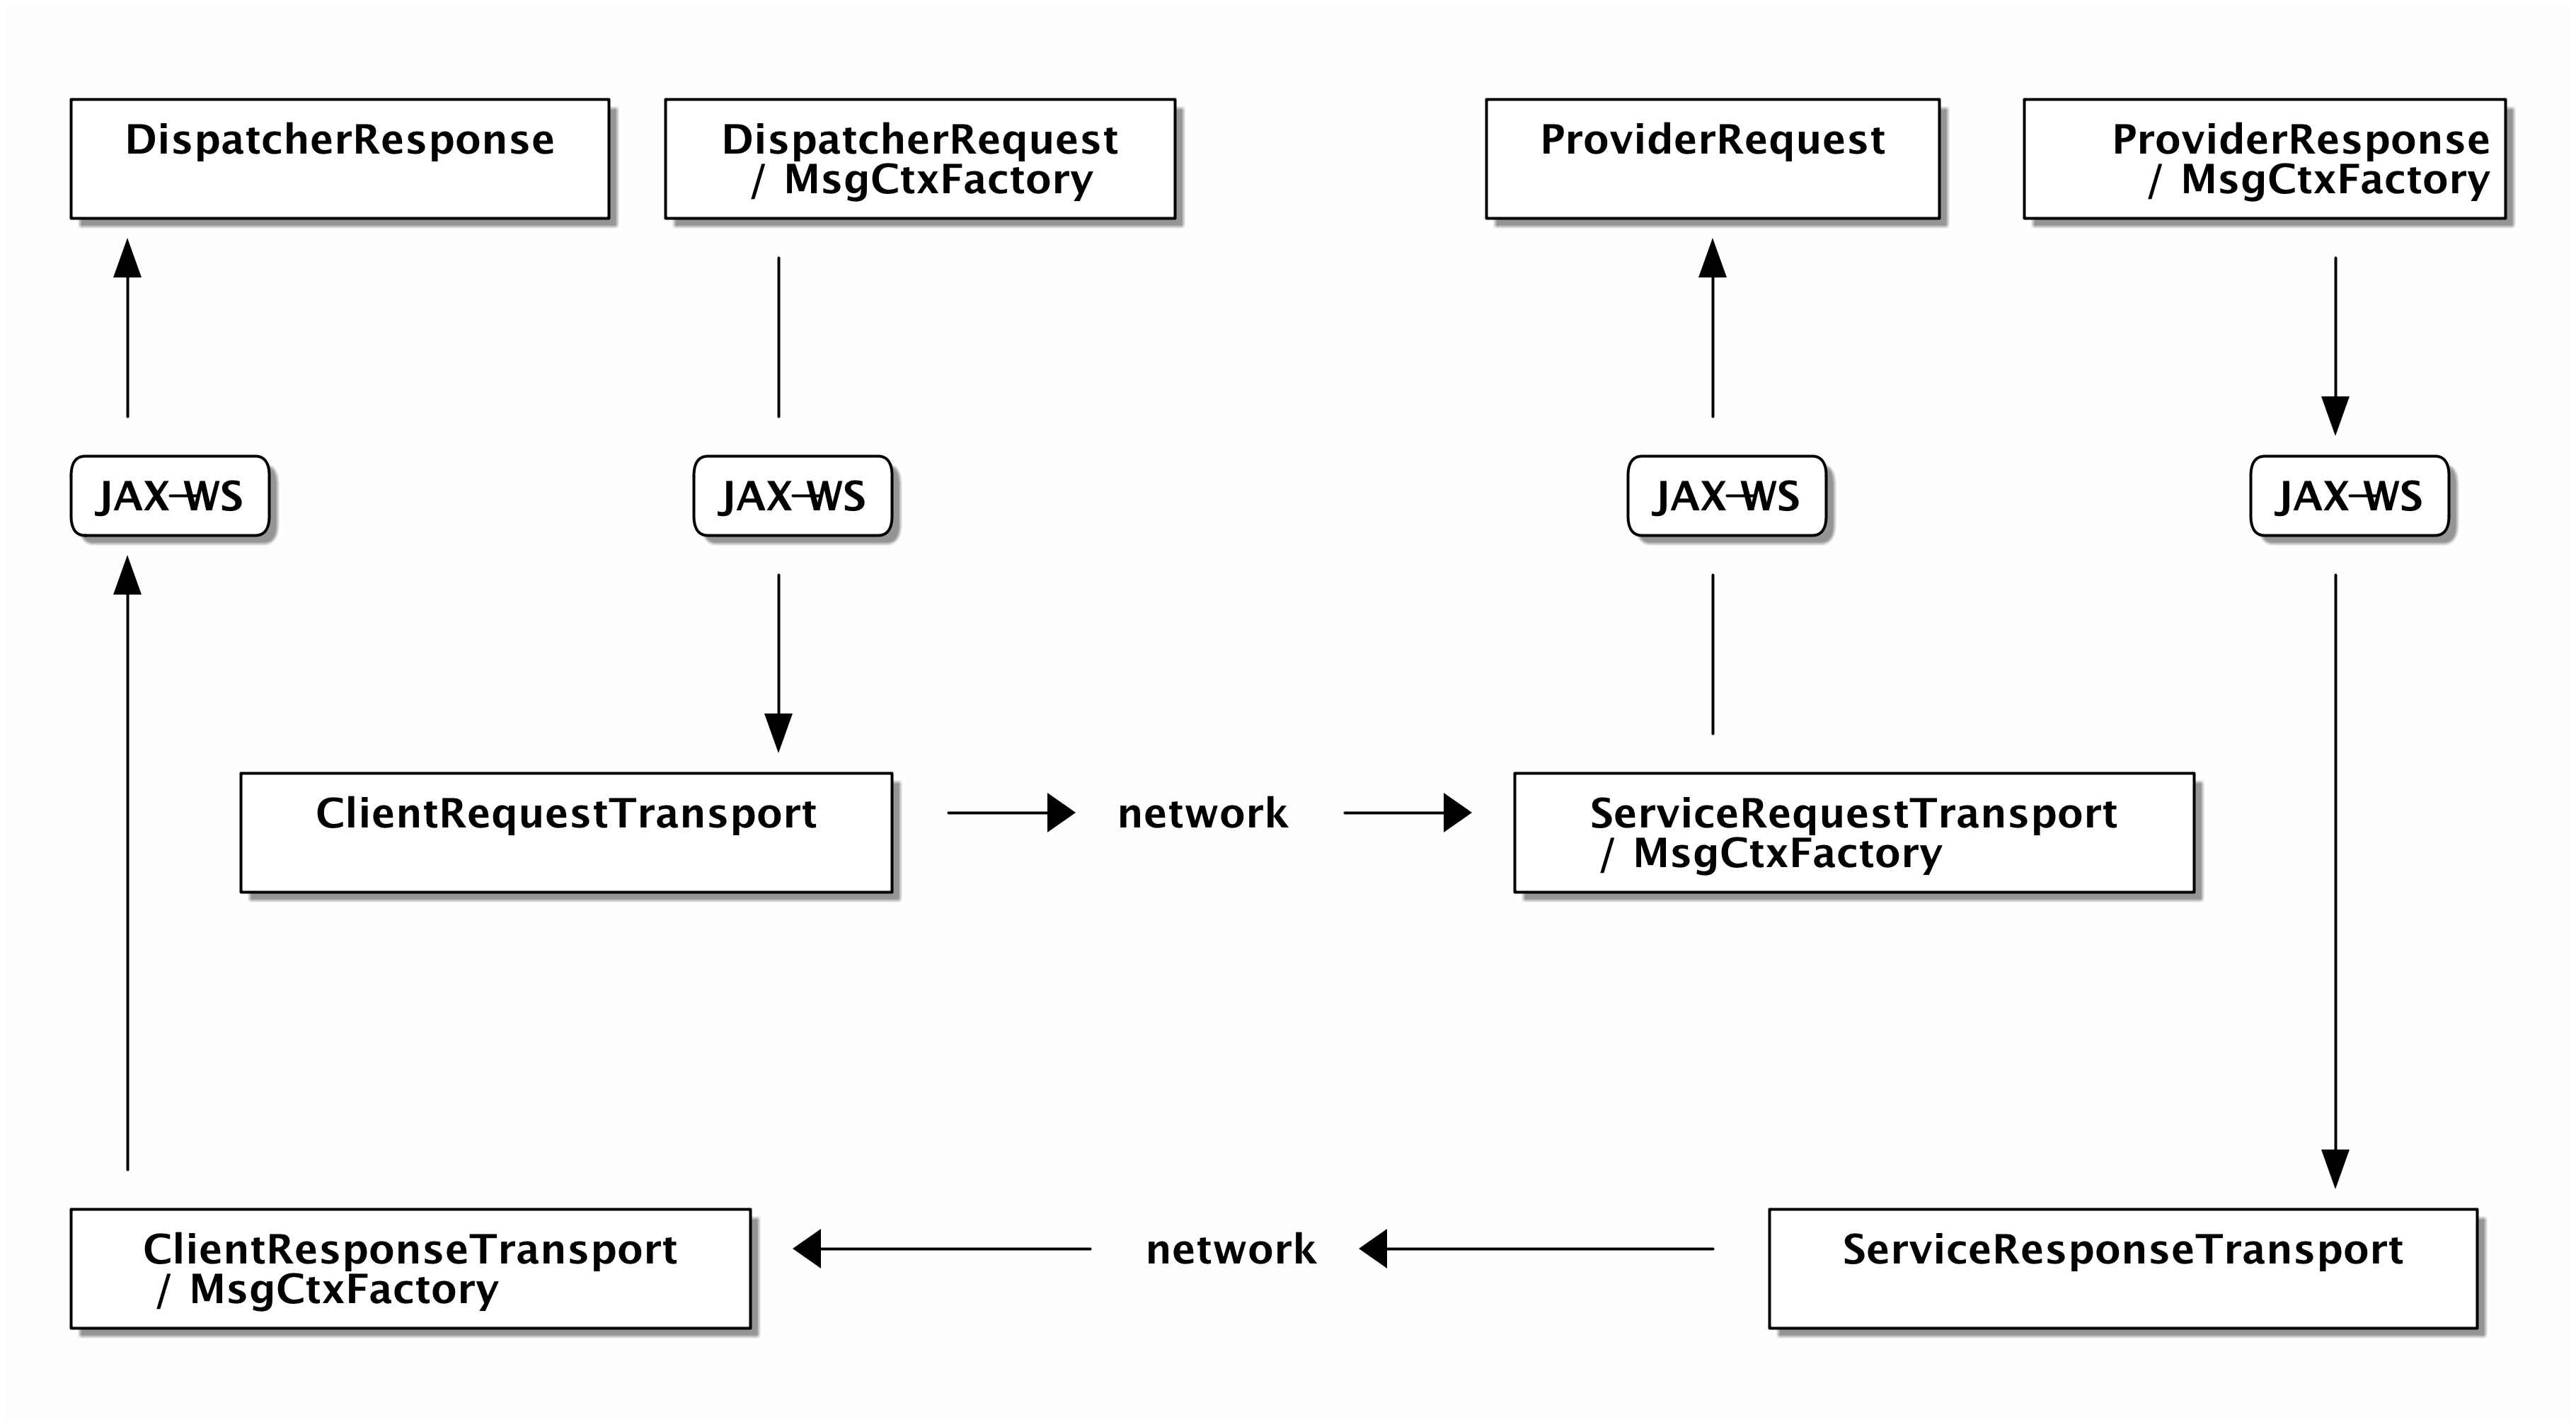 DispatcherResponse
DispatcherRequest
/ MsgCtxFactory
ProviderRequest
ProviderResponse
/ MsgCtxFactory
JAX-WS
JAX-WS
JAX-WS
JAX-WS
ClientRequestTransport
network
ServiceRequestTransport
/ MsgCtxFactory
ClientResponseTransport
/ MsgCtxFactory
network
ServiceResponseTransport